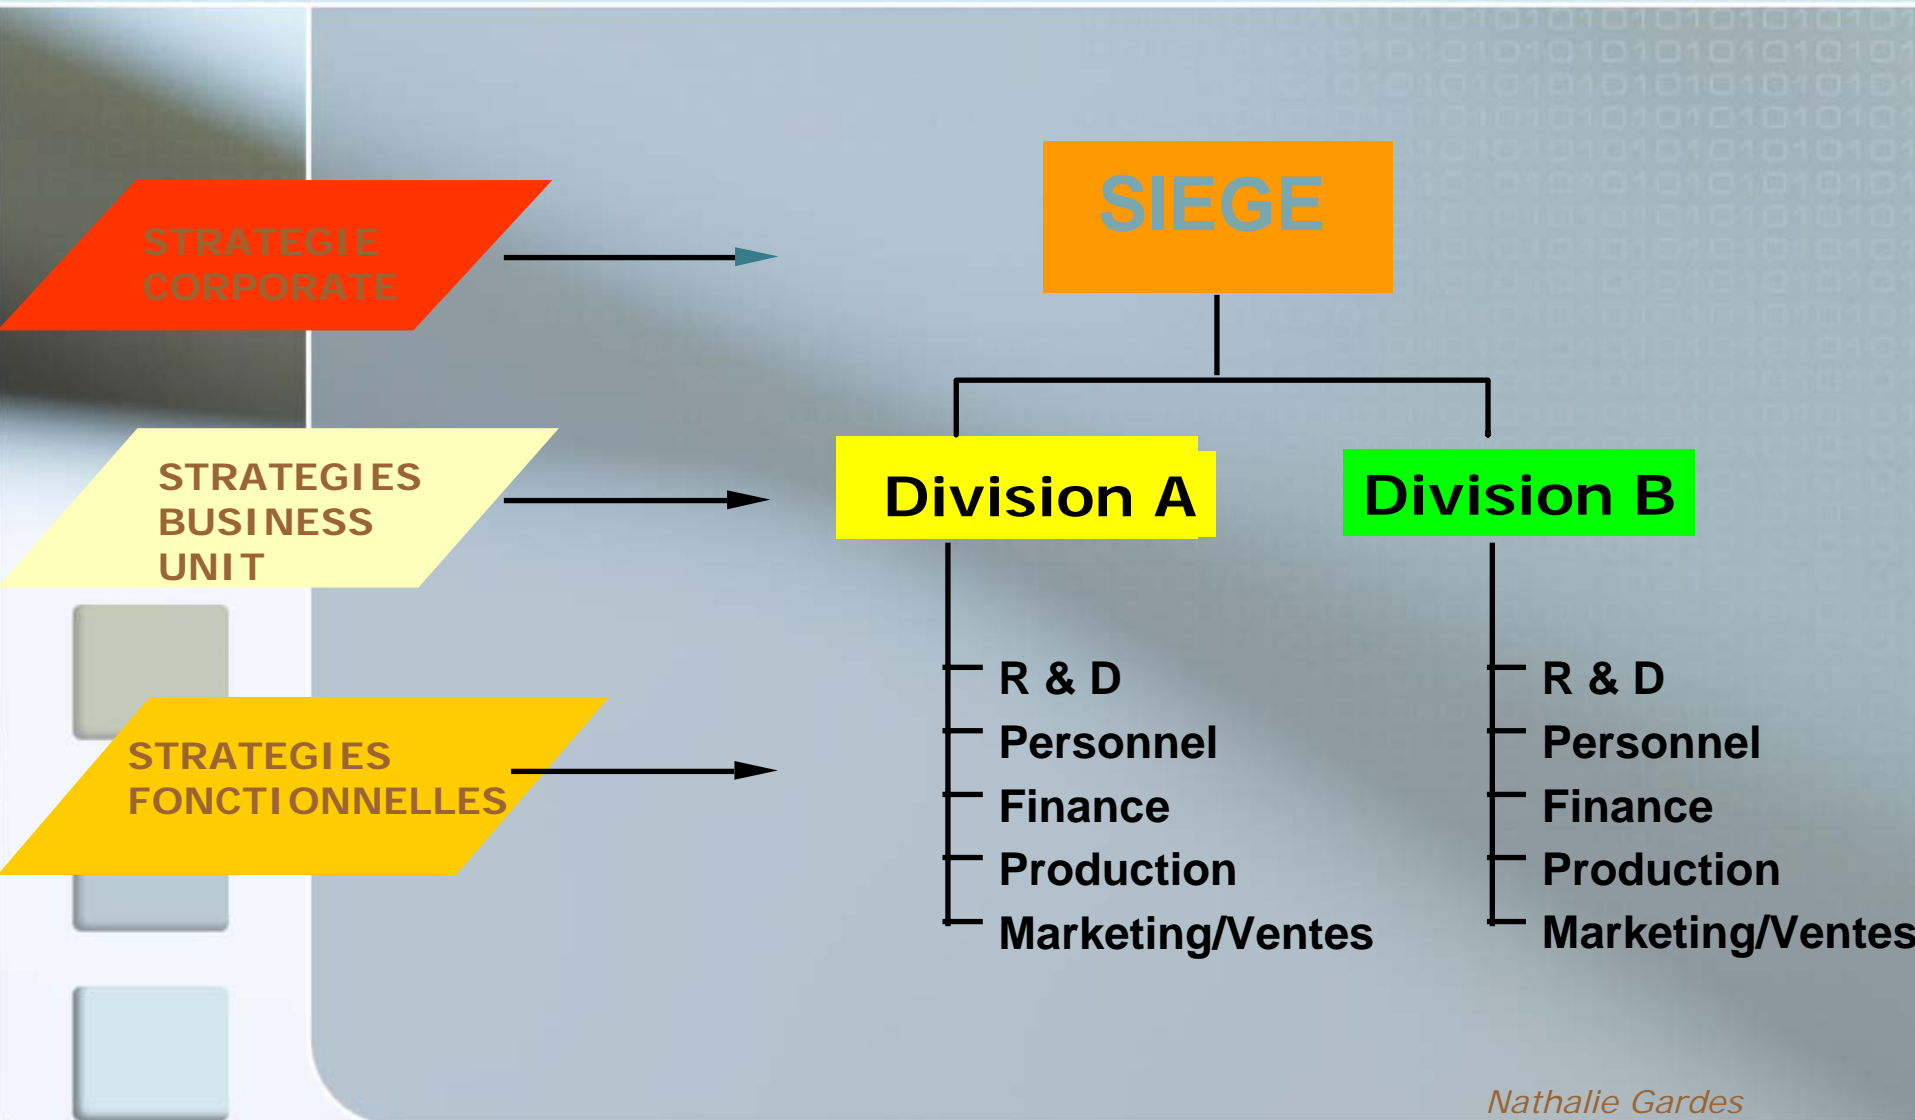 STRATEGIE
CORPORATE
SIEGE
STRATEGIES
BUSINESS
UNIT
Division A
Division B
STRATEGIES
FONCTIONNELLES
R & D
Personnel
Finance
Production
Marketing/Ventes
R & D
Personnel
Finance
Production
Marketing/Ventes
Nathalie Gardes